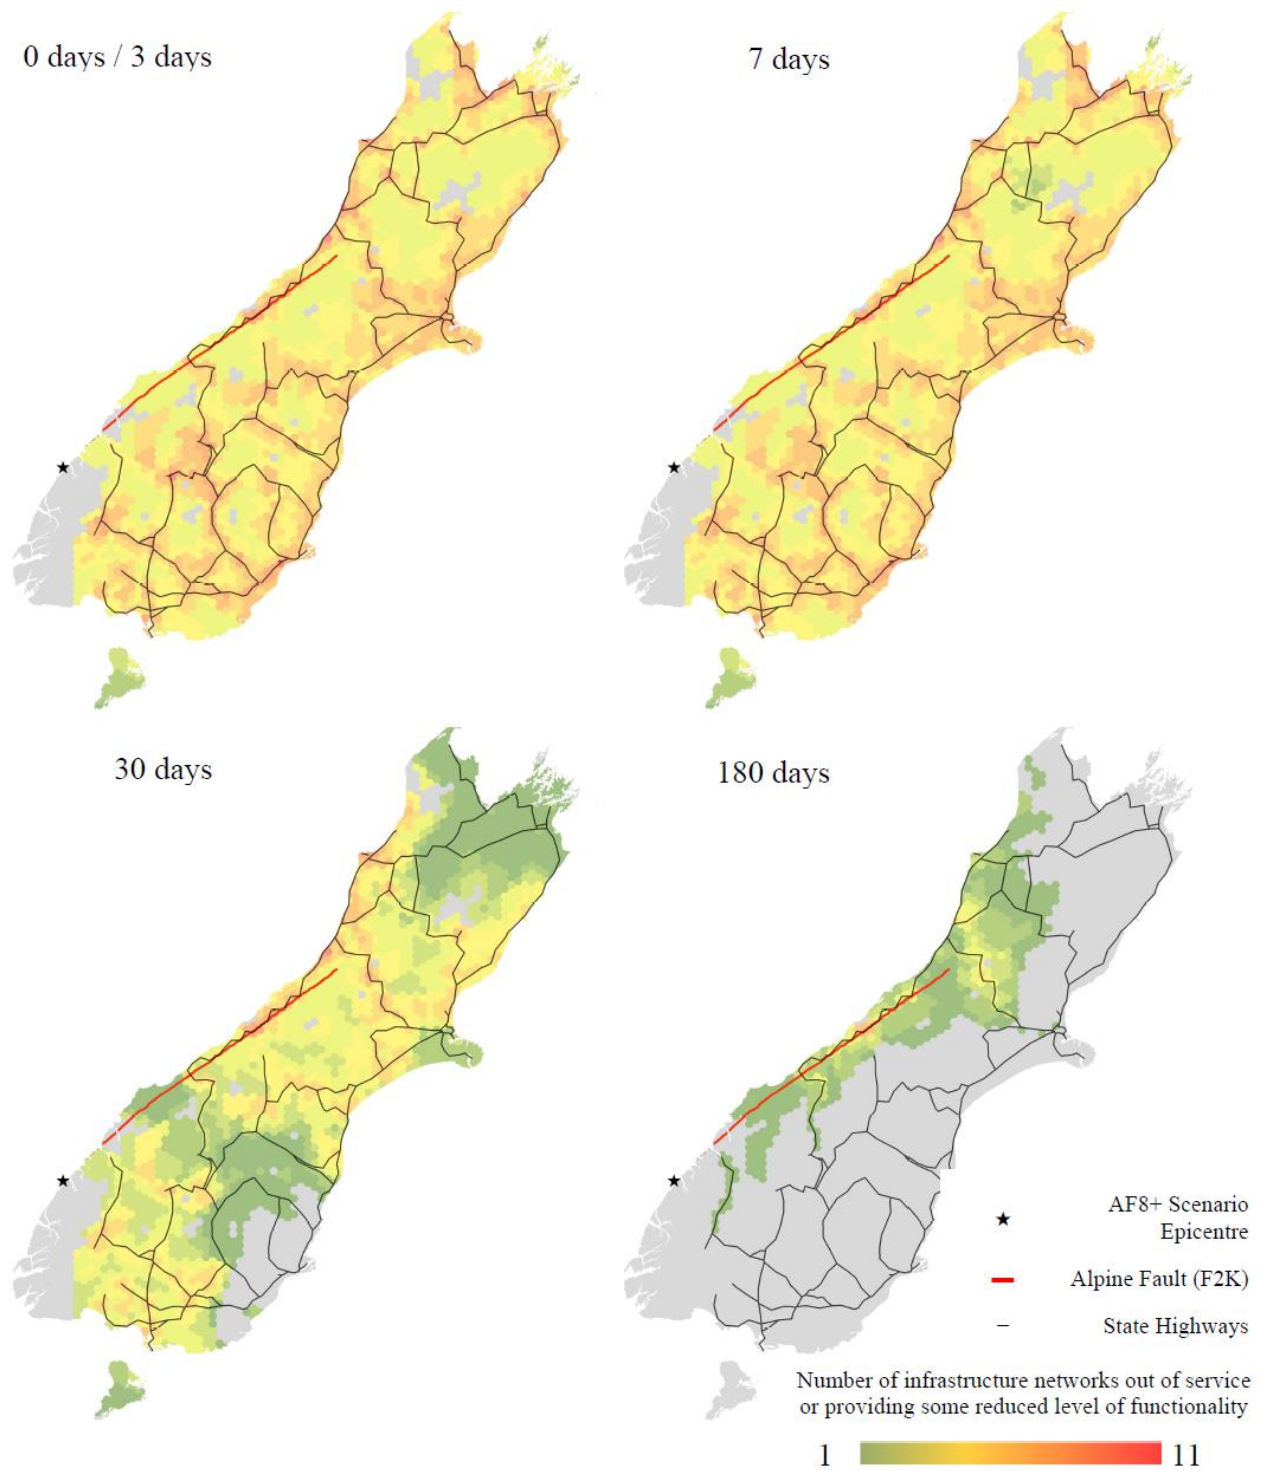 0 days / 3 days
7 days
30 days
180 days
AF8+ Scenario
Epicentre
Alpine Fault (F2K)
State Highways
Number of infrastructure networks out of service
or providing some reduced level of functionality
1
11